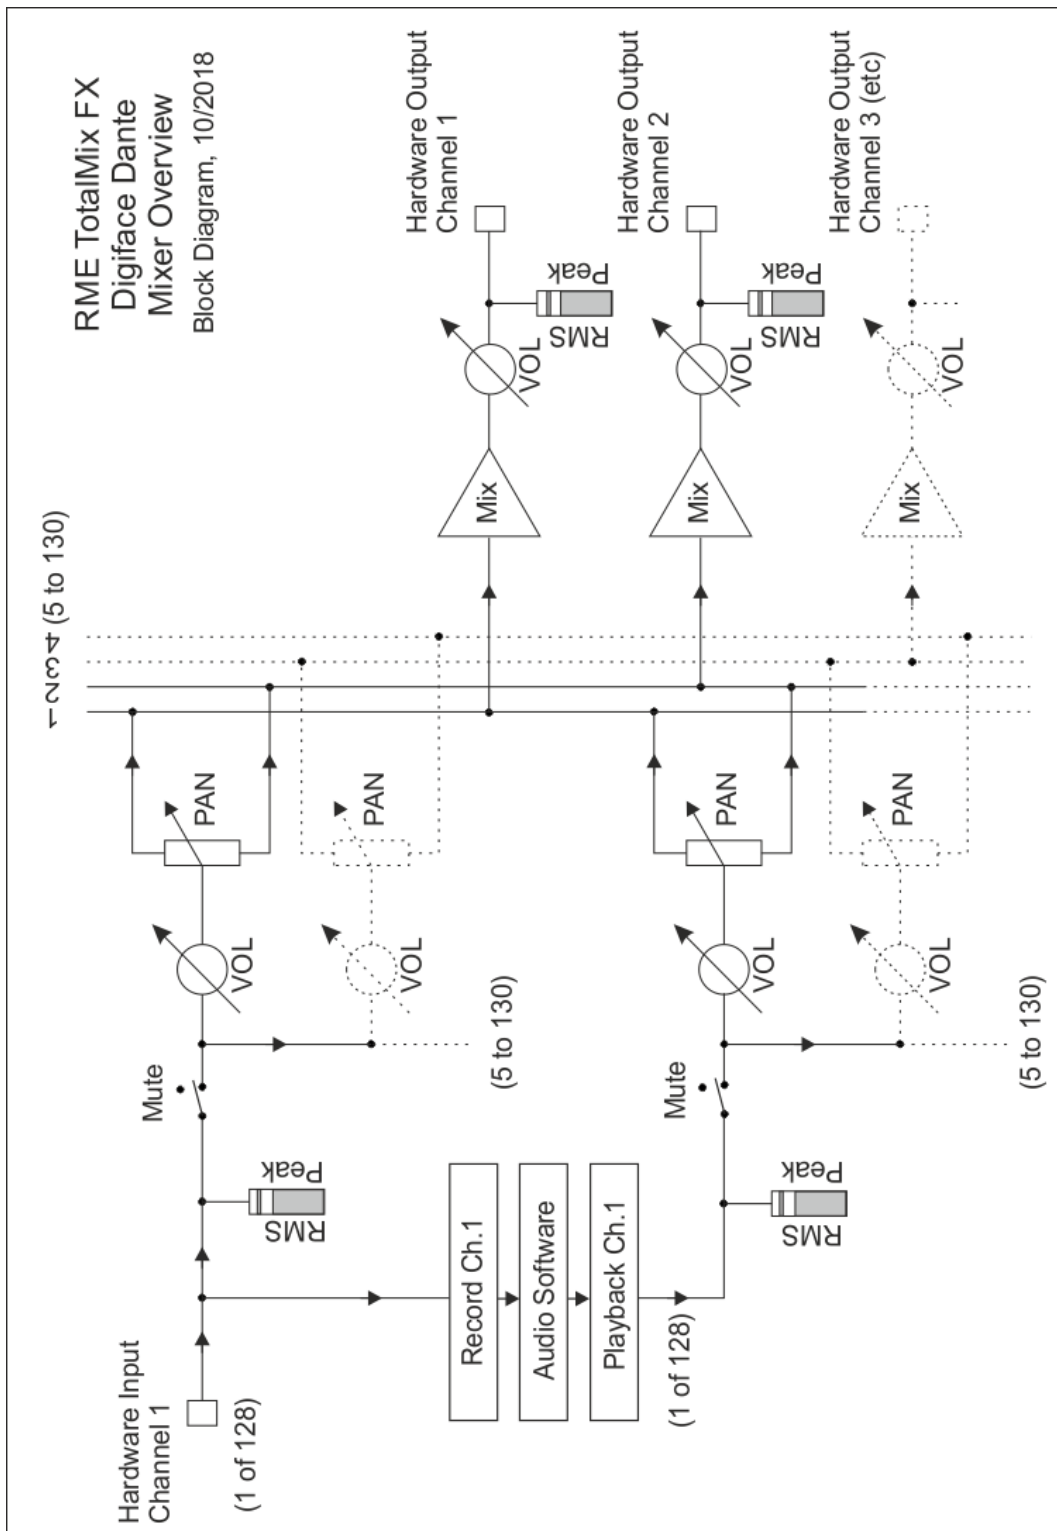 RME TotalMix FX
Digiface Dante
Mixer Overview
Block Diagram, 10/2018
Hardware Input
Channel 1
(1 of 128)
Peak
RMS
Mute
VOL
PAN
VOL
PAN
(5 to 130)
1 2 3 4 (5 to 130)
Record Ch.1
Audio Software
Playback Ch.1
(1 of 128)
Peak
RMS
Mute
VOL
PAN
VOL
PAN
(5 to 130)
Mix
VOL
Peak
RMS
Hardware Output
Channel 1
Mix
VOL
Peak
RMS
Hardware Output
Channel 2
Mix
VOL
Hardware Output
Channel 3 (etc)